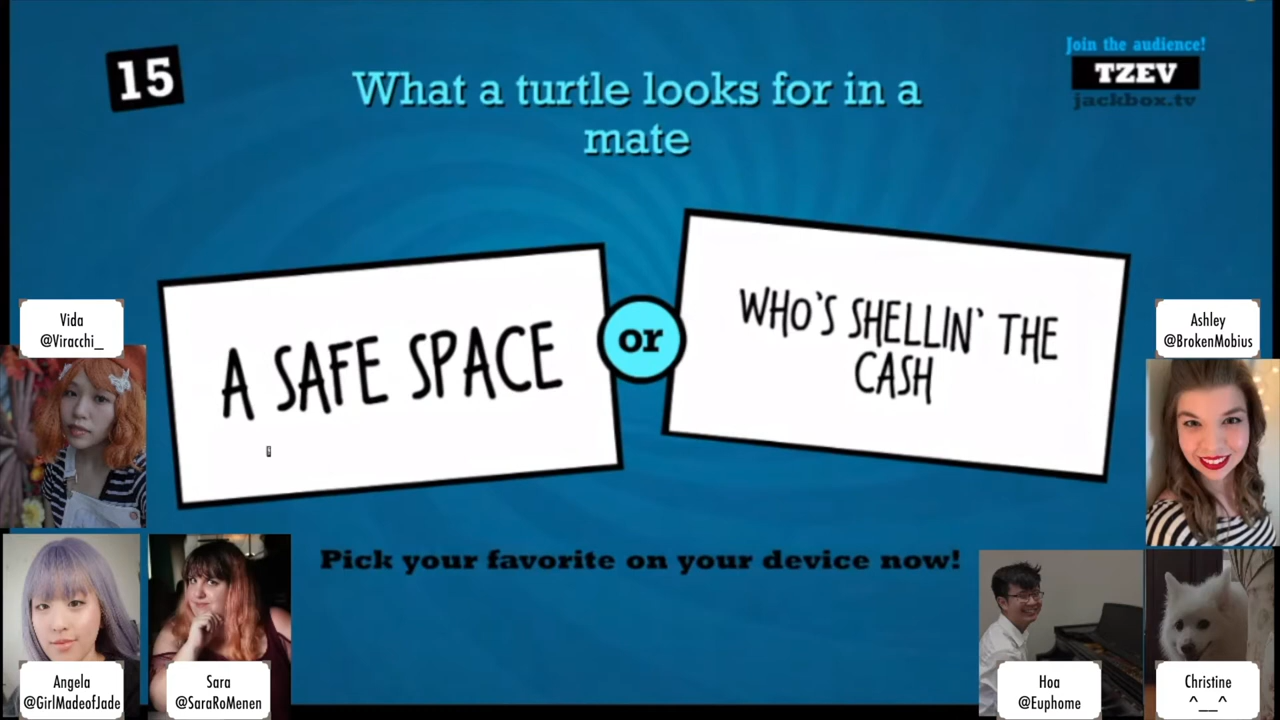 15
What a turtle looks for in a
mate
Join the audience!
TZEV
jackbox.tv
A SAFE SPACE
or
WHO'S SHELLIN' THE
CASH
Pick your favorite on your device now!
Vida
@Viracchi_
Angela
@GirlMadeofJade
Sara
@SaraRoMenen
Ashley
@BrokenMobius
Hoa
@Euphome
Christine
^__^